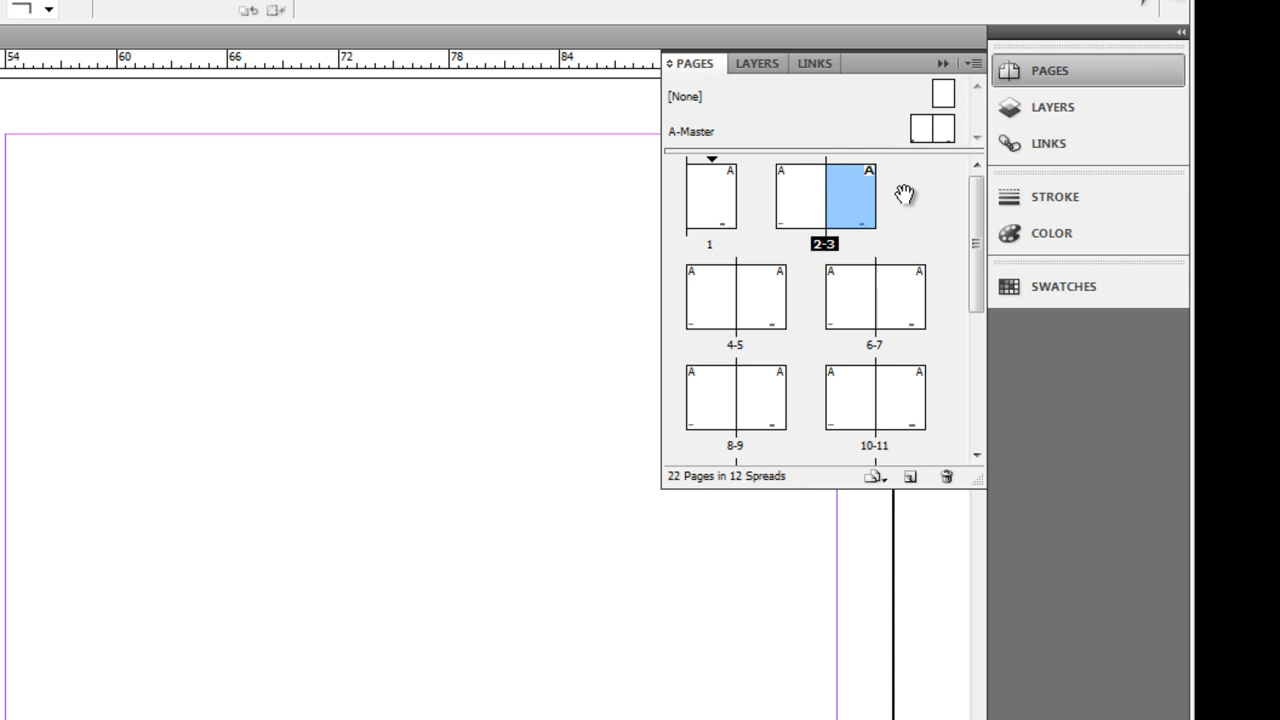 54 60 66 72 78 84
PAGES LAYERS LINKS
[None]
A-Master
A A A
1 2-3
A A A A
4-5 6-7
A A A A
8-9 10-11
22 Pages in 12 Spreads
PAGES
LAYERS
LINKS
STROKE
COLOR
SWATCHES